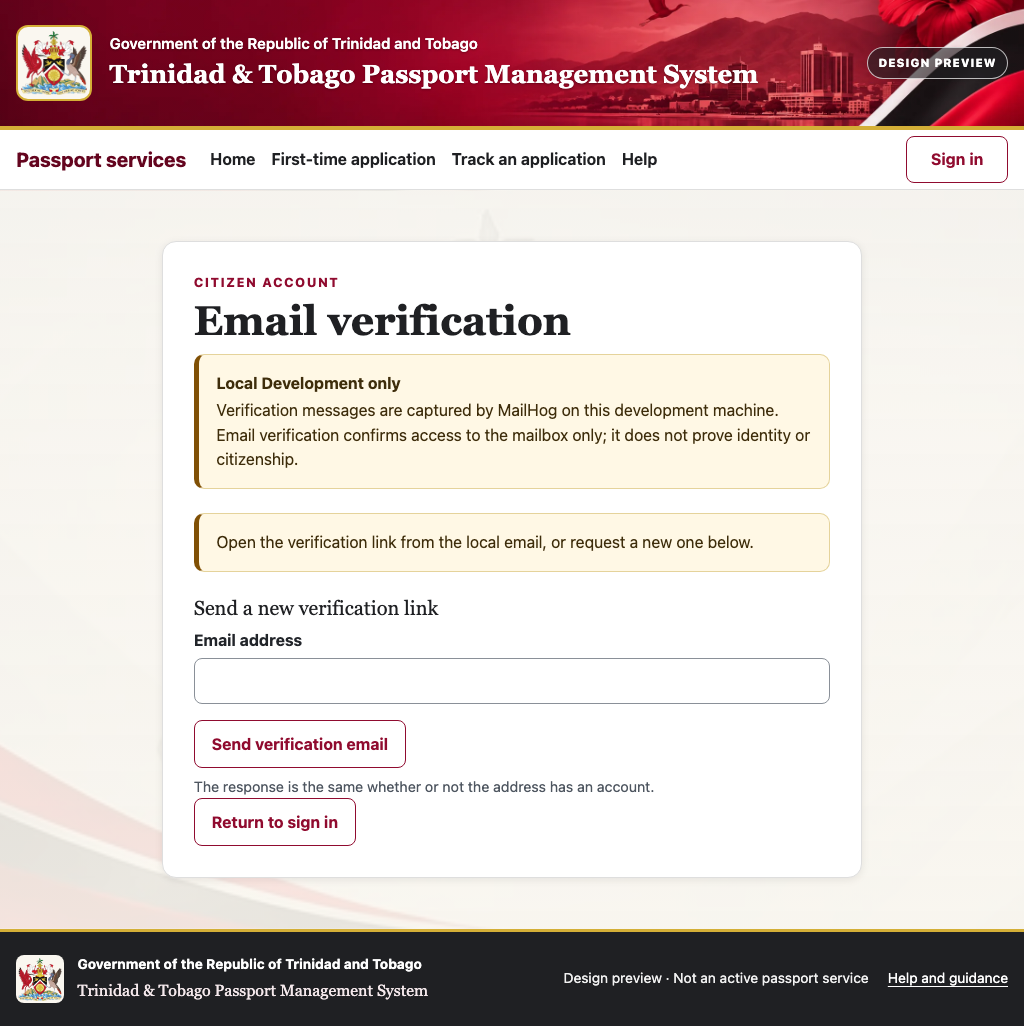 Government of the Republic of Trinidad and Tobago
Trinidad & Tobago Passport Management System
DESIGN PREVIEW
Passport services
Home
First-time application
Track an application
Help
Sign in
CITIZEN ACCOUNT
Email verification
Local Development only
Verification messages are captured by MailHog on this development machine.
Email verification confirms access to the mailbox only; it does not prove identity or
citizenship.
Open the verification link from the local email, or request a new one below.
Send a new verification link
Email address
Send verification email
The response is the same whether or not the address has an account.
Return to sign in
Government of the Republic of Trinidad and Tobago
Trinidad & Tobago Passport Management System
Design preview · Not an active passport service
Help and guidance